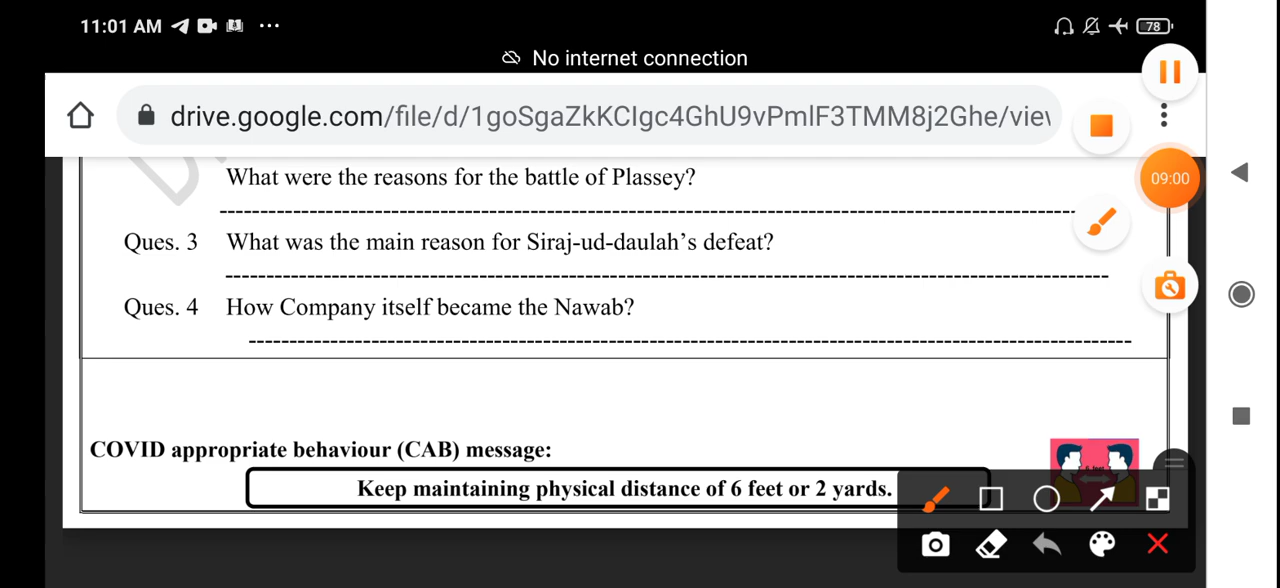 11:01 AM ... 78
No internet connection
drive.google.com/file/d/1goSgaZkKCIgc4GhU9vPmlF3TMM8j2Ghe/view
What were the reasons for the battle of Plassey?
09:00
Ques. 3 What was the main reason for Siraj-ud-daulah's defeat?
Ques. 4 How Company itself became the Nawab?
COVID appropriate behaviour (CAB) message:
Keep maintaining physical distance of 6 feet or 2 yards.
6 feet